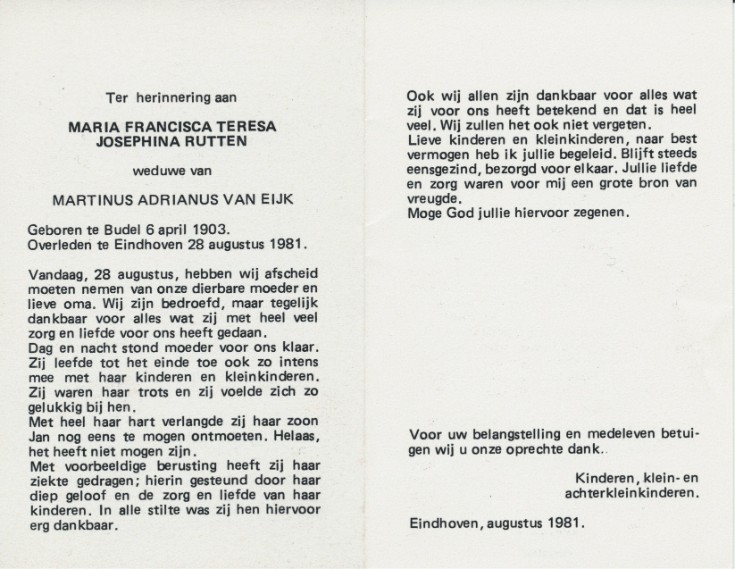 Ter herinnering aan
MARIA FRANCISCA TERESA
JOSEPHINA RUTTEN
weduwe van
MARTINUS ADRIANUS VAN EIJK
Geboren te Budel 6 april 1903.
Overleden te Eindhoven 28 augustus 1981.
Vandaag, 28 augustus, hebben wij afscheid
moeten nemen van onze dierbare moeder en
lieve oma. Wij zijn bedroefd, maar tegelijk
dankbaar voor alles wat zij met heel veel
zorg en liefde voor ons heeft gedaan.
Dag en nacht stond moeder voor ons klaar.
Zij leefde tot het einde toe ook zo intens
mee met haar kinderen en kleinkinderen.
Zij waren haar trots en zij voelde zich zo
gelukkig bij hen.
Met heel haar hart verlangde zij haar zoon
Jan nog eens te mogen ontmoeten. Helaas,
het heeft niet mogen zijn.
Met voorbeeldige berusting heeft zij haar
ziekte gedragen; hierin gesteund door haar
diep geloof en de zorg en liefde van haar
kinderen. In alle stilte was zij hen hiervoor
erg dankbaar.
Ook wij allen zijn dankbaar voor alles wat
zij voor ons heeft betekend en dat is heel
veel. Wij zullen het ook niet vergeten.
Lieve kinderen en kleinkinderen, naar best
vermogen heb ik jullie begeleid. Blijft steeds
eensgezind, bezorgd voor elkaar. Jullie liefde
en zorg waren voor mij een grote bron van
vreugde.
Moge God jullie hiervoor zegenen.
Voor uw belangstelling en medeleven betui-
gen wij u onze oprechte dank.
Kinderen, klein- en
achterkleinkinderen.
Eindhoven, augustus 1981.